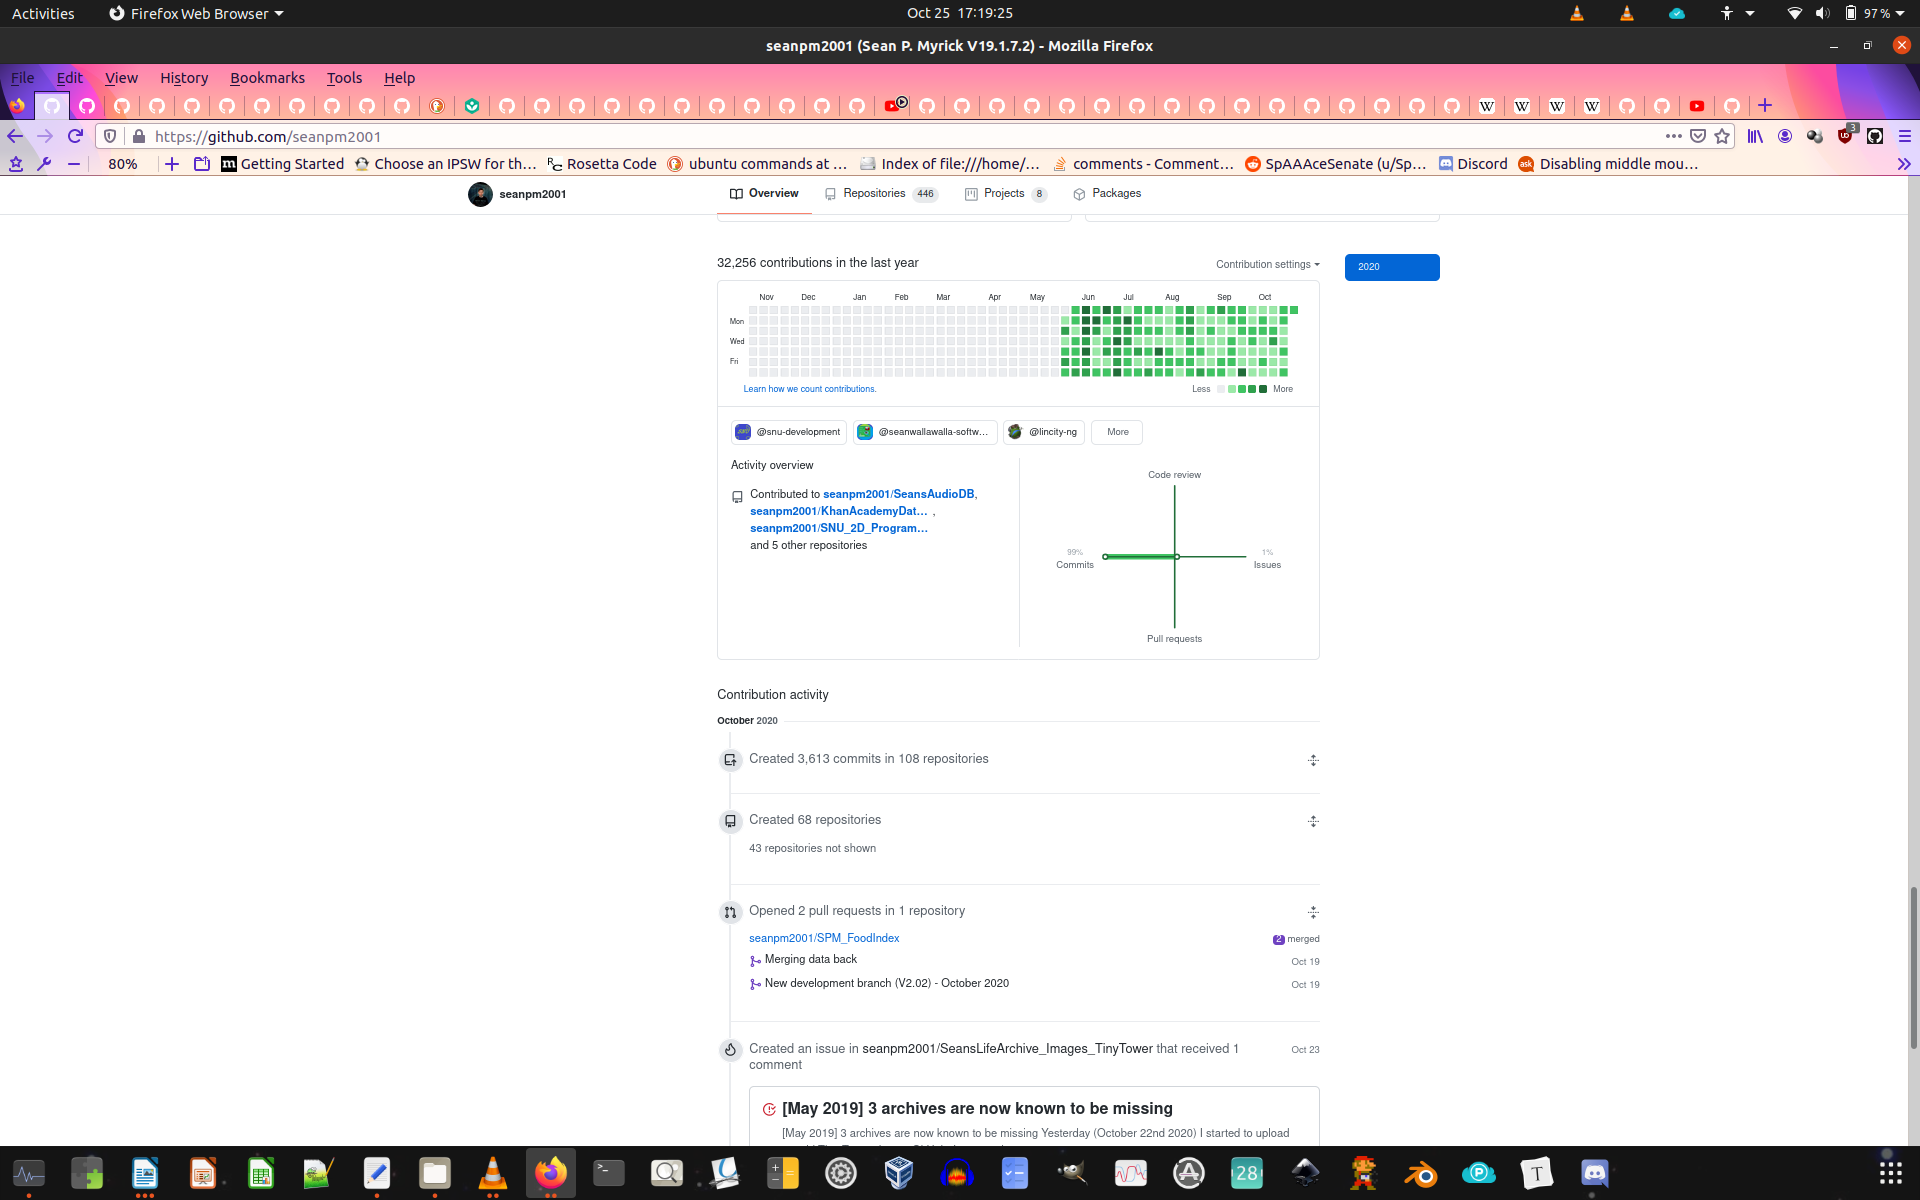 Activities
Firefox Web Browser
Oct 25 17:19:25
97 %
seanpm2001 (Sean P. Myrick V19.1.7.2) - Mozilla Firefox
File Edit View History Bookmarks Tools Help
https://github.com/seanpm2001
3
80%
Getting Started
Choose an IPSW for th…
Rosetta Code
ubuntu commands at …
Index of file:///home/…
comments - Comment…
SpAAAceSenate (u/Sp…
Discord
Disabling middle mou…
seanpm2001
Overview
Repositories 446
Projects 8
Packages
32,256 contributions in the last year
Contribution settings
2020
Nov Dec Jan Feb Mar Apr May Jun Jul Aug Sep Oct
Mon
Wed
Fri
Learn how we count contributions.
Less More
@snu-development
@seanwallawalla-softw…
@lincity-ng
More
Activity overview
Contributed to seanpm2001/SeansAudioDB,
seanpm2001/KhanAcademyDat… ,
seanpm2001/SNU_2D_Program…
and 5 other repositories
Code review
99%
Commits
1%
Issues
Pull requests
Contribution activity
October 2020
Created 3,613 commits in 108 repositories
Created 68 repositories
43 repositories not shown
Opened 2 pull requests in 1 repository
seanpm2001/SPM_FoodIndex
2 merged
Merging data back
Oct 19
New development branch (V2.02) - October 2020
Oct 19
Created an issue in seanpm2001/SeansLifeArchive_Images_TinyTower that received 1
comment
Oct 23
[May 2019] 3 archives are now known to be missing
[May 2019] 3 archives are now known to be missing Yesterday (October 22nd 2020) I started to upload
28